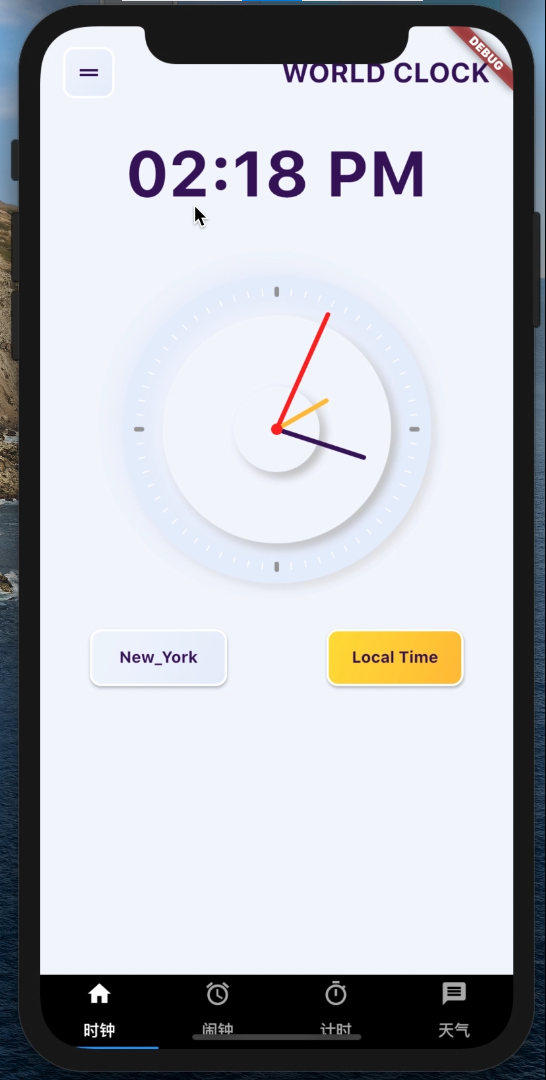 WORLD CLOCK
DEBUG
02:18 PM
New_York
Local Time
时钟
闹钟
计时
天气